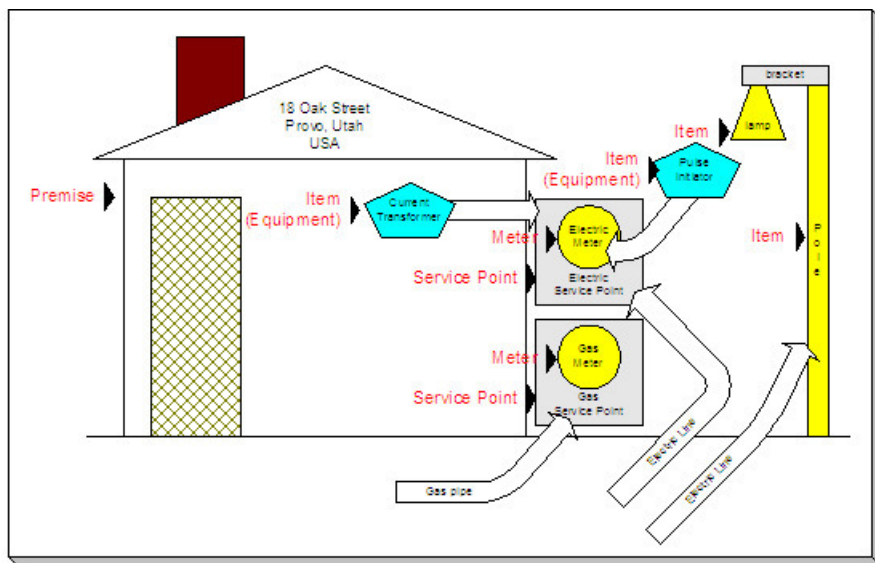 bracket
18 Oak Street
Provo, Utah
USA
lamp
Item
Item
(Equipment)
Pulse
Initiator
Premise
Item
(Equipment)
Current
Transformer
Meter
Electric
Meter
Item
Pole
Service Point
Electric
Service Point
Meter
Gas
Meter
Service Point
Gas
Service Point
Electric Line
Electric Line
Gas pipe